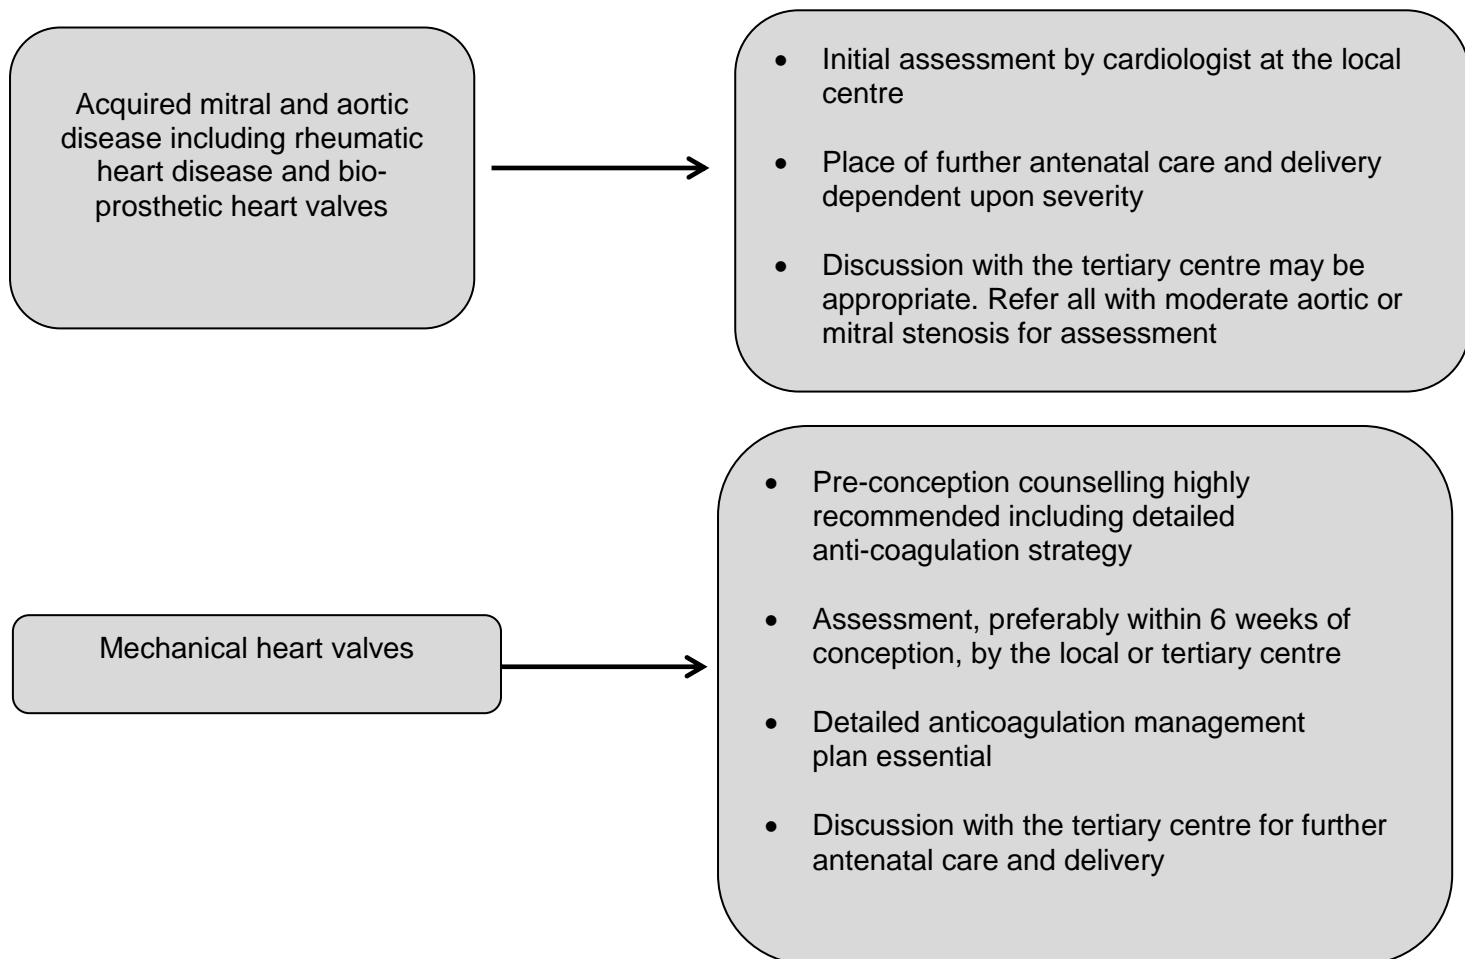 Acquired mitral and aortic
disease including rheumatic
heart disease and bio-
prosthetic heart valves
• Initial assessment by cardiologist at the local
centre
• Place of further antenatal care and delivery
dependent upon severity
• Discussion with the tertiary centre may be
appropriate. Refer all with moderate aortic or
mitral stenosis for assessment
Mechanical heart valves
• Pre-conception counselling highly
recommended including detailed
anti-coagulation strategy
• Assessment, preferably within 6 weeks of
conception, by the local or tertiary centre
• Detailed anticoagulation management
plan essential
• Discussion with the tertiary centre for further
antenatal care and delivery